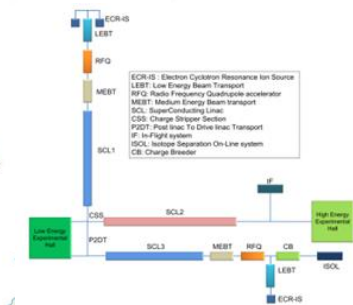 ECR-IS
LEBT
RFQ
MEBT
SCL1
ECR-IS : Electron Cyclotron Resonance Ion Source
LEBT: Low Energy Beam Transport
RFQ: Radio Frequency Quadrupole accelerator
MEBT: Medium Energy Beam transport
SCL: SuperConducting Linac
CSS: Charge Stripper Section
P2DT: Post linac To Drive linac Transport
IF: In-Flight system
ISOL: Isotope Separation On-Line system
CB: Charge Breeder
IF
CSS
SCL2
High Energy
Experimental
Hall
Low Energy
Experimental
Hall
P2DT
SCL3
MEBT
RFQ
CB
LEBT
ISOL
ECR-IS